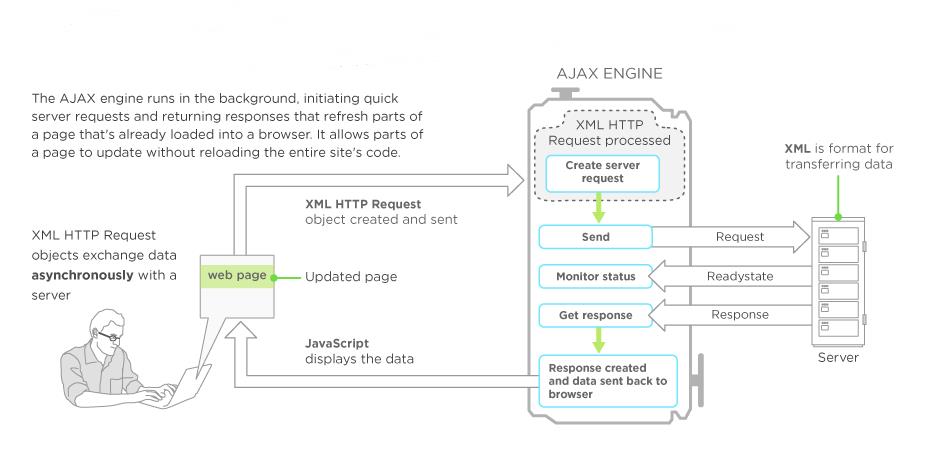 AJAX ENGINE
The AJAX engine runs in the background, initiating quick
server requests and returning responses that refresh parts of
a page that's already loaded into a browser. It allows parts of
a page to update without reloading the entire site's code.
XML HTTP
Request processed
Create server
request
XML is format for
transferring data
XML HTTP Request
object created and sent
XML HTTP Request
objects exchange data
asynchronously with a
server
Send
Request
web page
Updated page
Monitor status
Readystate
Get response
Response
JavaScript
displays the data
Server
Response created
and data sent back to
browser